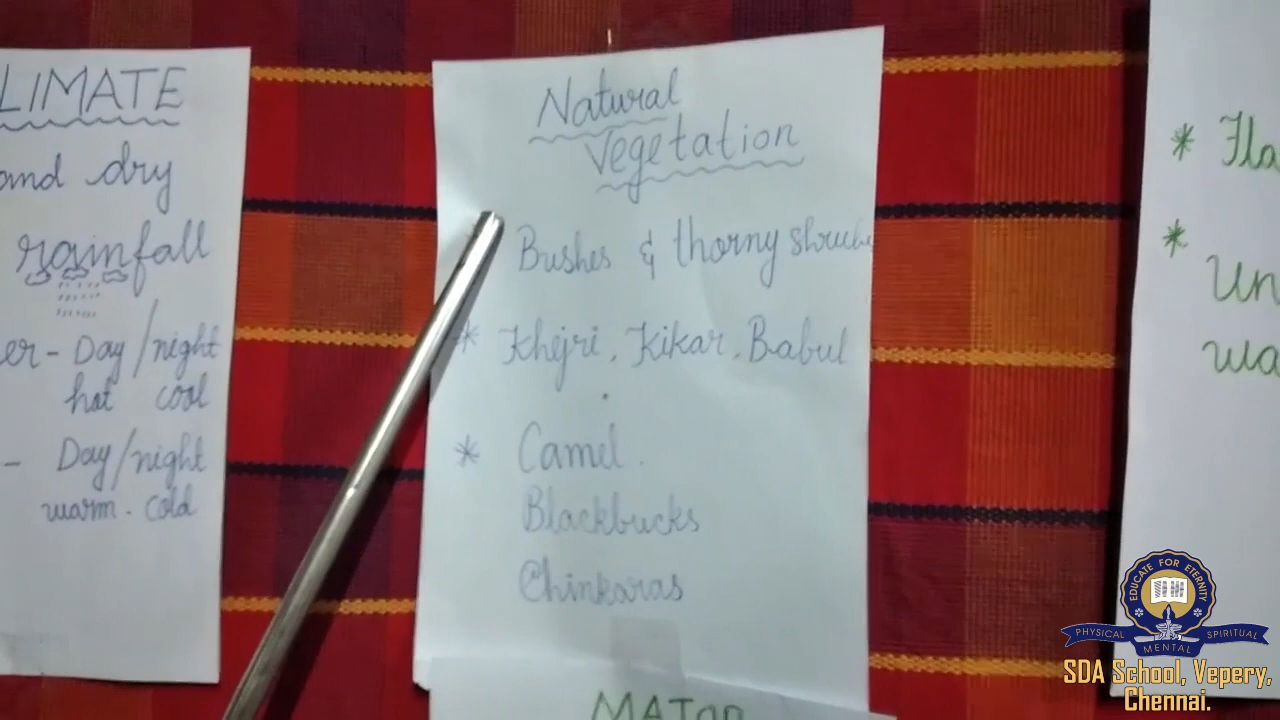 LIMATE
and dry
rainfall
er - Day/night
hot cool
- Day/night
warm. cold
Natural
Vegetation
Bushes & thorny shrubs
* Khejri, Kikar, Babul
* Camel.
Blackbucks
Chinkaras
MATOR
* Fla
* Un
wa
EDUCATE FOR ETERNITY
PHYSICAL MENTAL SPIRITUAL
SDA School, Vepery,
Chennai.